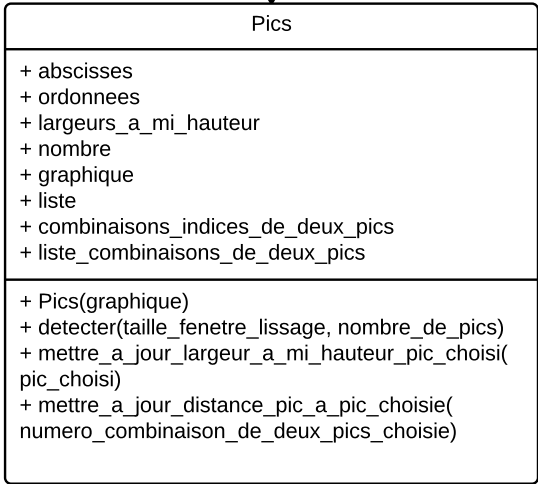 Pics
+ abscisses
+ ordonnees
+ largeurs_a_mi_hauteur
+ nombre
+ graphique
+ liste
+ combinaisons_indices_de_deux_pics
+ liste_combinaisons_de_deux_pics
+ Pics(graphique)
+ detecter(taille_fenetre_lissage, nombre_de_pics)
+ mettre_a_jour_largeur_a_mi_hauteur_pic_choisi(
pic_choisi)
+ mettre_a_jour_distance_pic_a_pic_choisie(
numero_combinaison_de_deux_pics_choisie)